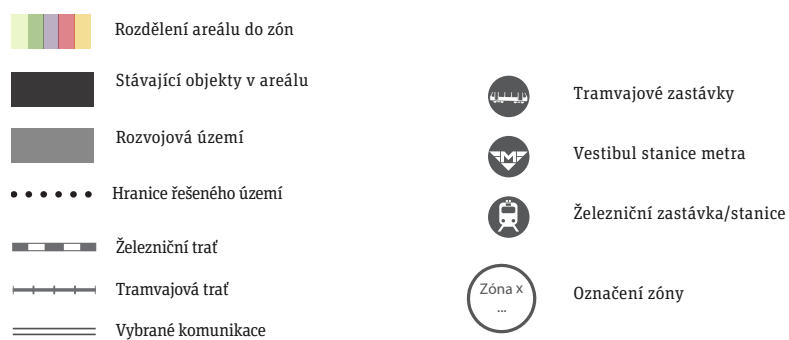 Rozdělení areálu do zón
Stávající objekty v areálu
Rozvojová území
Hranice řešeného území
Železniční trať
Tramvajová trať
Vybrané komunikace
Tramvajové zastávky
M
Vestibul stanice metra
Železniční zastávka/stanice
Zóna x
...
Označení zóny